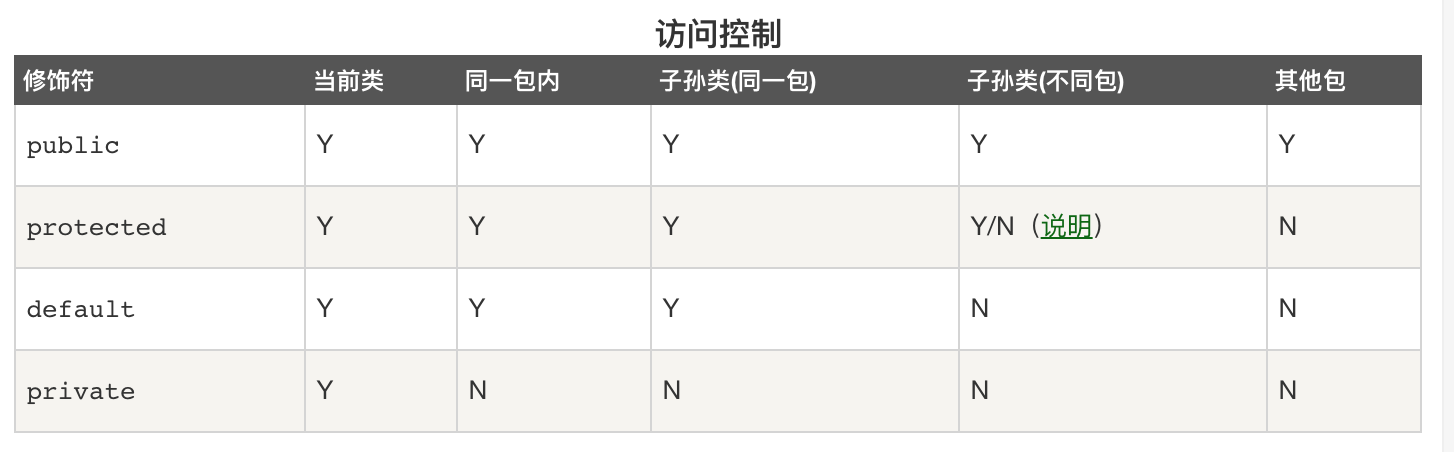 访问控制
修饰符 当前类 同一包内 子孙类(同一包) 子孙类(不同包) 其他包
public Y Y Y Y Y
protected Y Y Y Y/N（说明） N
default Y Y Y N N
private Y N N N N